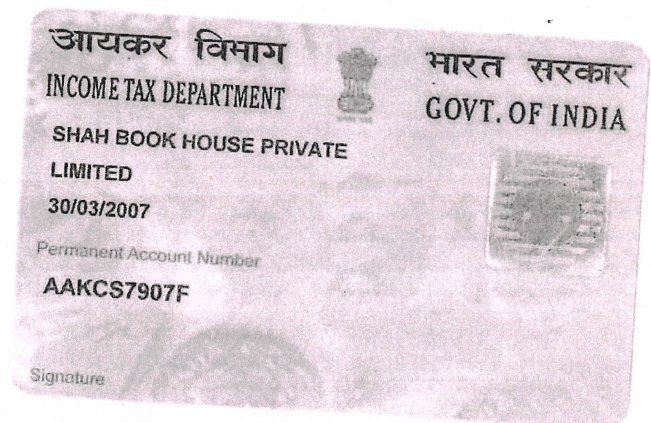 आयकर विभाग
INCOME TAX DEPARTMENT
भारत सरकार
GOVT. OF INDIA
SHAH BOOK HOUSE PRIVATE
LIMITED
30/03/2007
Permanent Account Number
AAKCS7907F
Signature